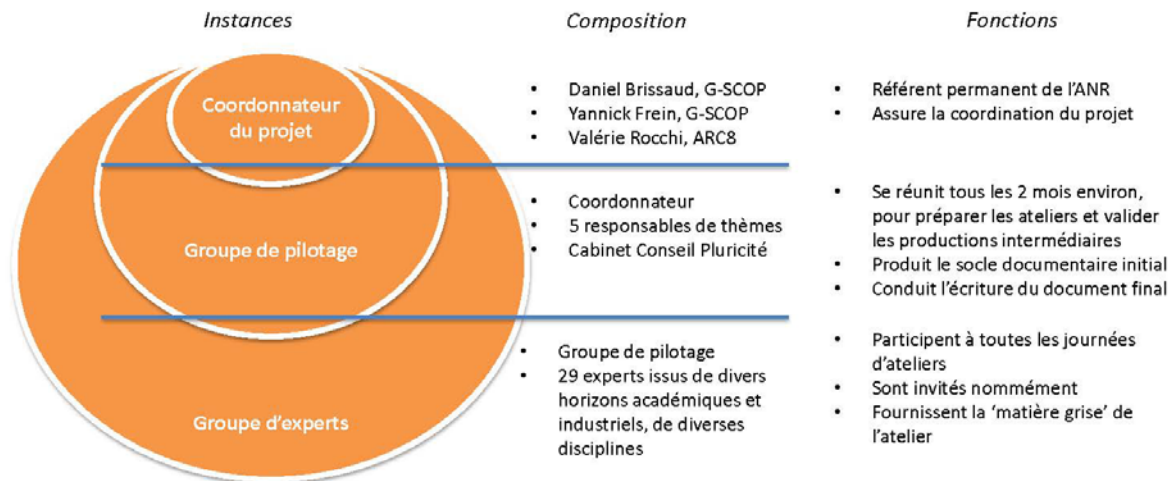 Instances
Composition
Fonctions
Coordonnateur
du projet
• Daniel Brissaud, G-SCOP
• Yannick Frein, G-SCOP
• Valérie Rocchi, ARC8
• Référent permanent de l'ANR
• Assure la coordination du projet
Groupe de pilotage
• Coordonnateur
• 5 responsables de thèmes
• Cabinet Conseil Pluricité
• Se réunit tous les 2 mois environ,
pour préparer les ateliers et valider
les productions intermédiaires
• Produit le socle documentaire initial
• Conduit l'écriture du document final
Groupe d'experts
• Groupe de pilotage
• 29 experts issus de divers
horizons académiques et
industriels, de diverses
disciplines
• Participent à toutes les journées
d'ateliers
• Sont invités nommément
• Fournissent la 'matière grise' de
l'atelier